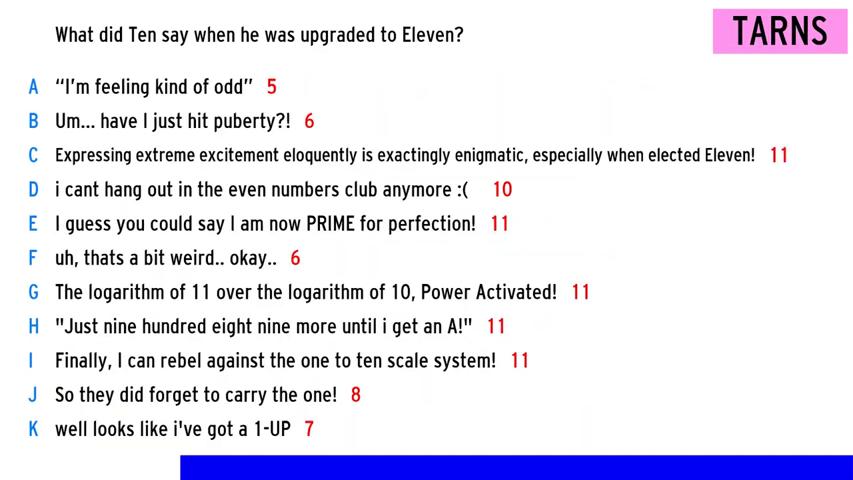 What did Ten say when he was upgraded to Eleven?
TARNS
A “I'm feeling kind of odd” 5
B Um... have I just hit puberty?! 6
C Expressing extreme excitement eloquently is exactingly enigmatic, especially when elected Eleven! 11
D i cant hang out in the even numbers club anymore :( 10
E I guess you could say I am now PRIME for perfection! 11
F uh, thats a bit weird.. okay.. 6
G The logarithm of 11 over the logarithm of 10, Power Activated! 11
H "Just nine hundred eight nine more until i get an A!" 11
I Finally, I can rebel against the one to ten scale system! 11
J So they did forget to carry the one! 8
K well looks like i've got a 1-UP 7